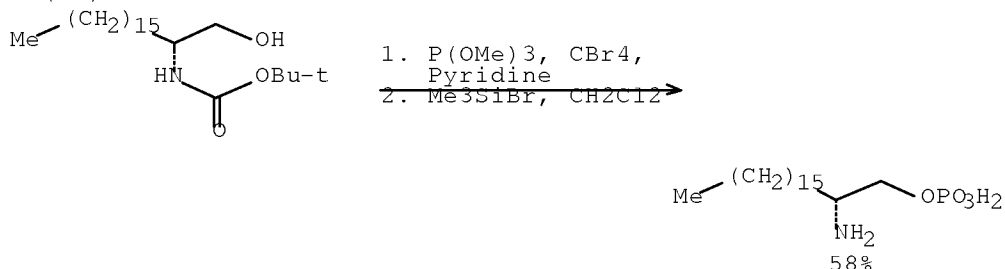 Me (CH2)15 OH
HN OBu-t
O
1. P(OMe)3, CBr4,
Pyridine
2. Me3SiBr, CH2Cl2
Me (CH2)15 OPO3H2
NH2
58%